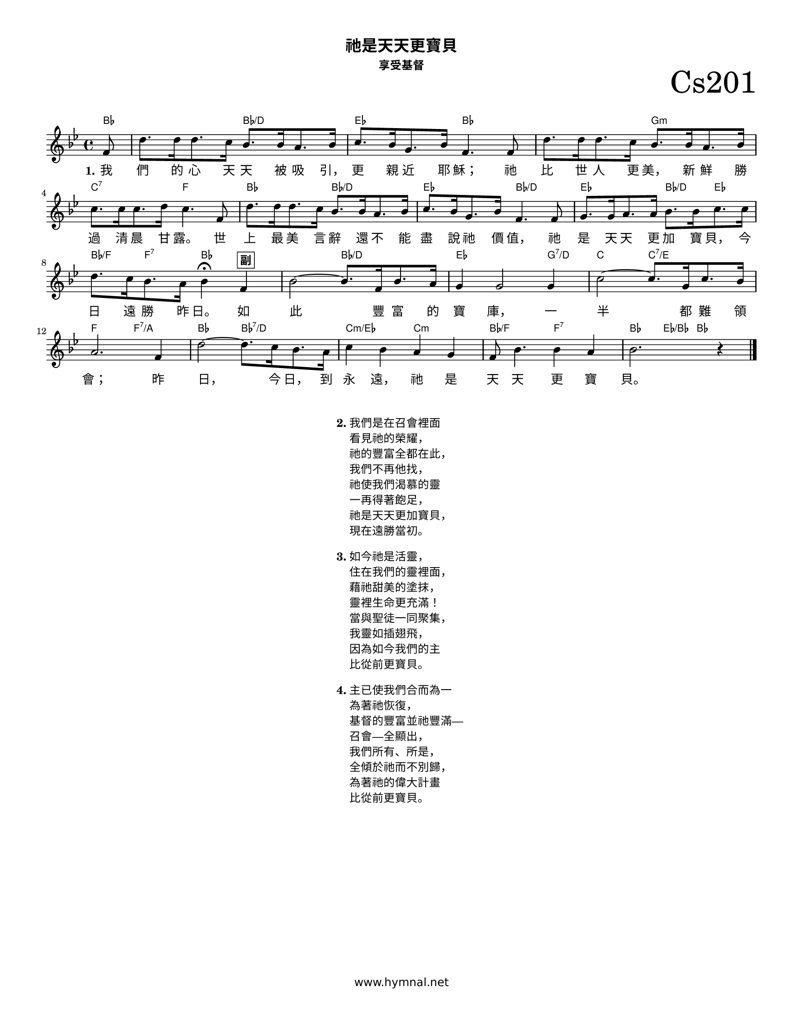 祂是天天更寶貝
享受基督
Cs201
B♭ B♭/D E♭ B♭ Gm
1. 我 們 的 心 天 天 被 吸 引， 更 親 近 耶 穌； 祂 比 世 人 更 美， 新 鮮 勝
4 C7 F B♭ B♭/D E♭ B♭/D E♭ B♭/D E♭
過 清 晨 甘 露。 世 上 最 美 言 辭 還 不 能 盡 說 祂 價 值， 祂 是 天 天 更 加 寶 貝， 今
8 B♭/F F7 B♭ 副 B♭/D E♭ G7/D C C7/E
日 遠 勝 昨 日。 如 此 豐 富 的 寶 庫， 一 半 都 難 領
12 F F7/A B♭ B♭7/D Cm/E♭ Cm B♭/F F7 B♭ E♭/B♭ B♭
會； 昨 日， 今 日， 到 永 遠， 祂 是 天 天 更 寶 貝。
2. 我們是在召會裡面
看見祂的榮耀，
祂的豐富全都在此，
我們不再他找，
祂使我們渴慕的靈
一再得著飽足，
祂是天天更加寶貝，
現在遠勝當初。
3. 如今祂是活靈，
住在我們的靈裡面，
藉祂甜美的塗抹，
靈裡生命更充滿！
當與聖徒一同聚集，
我靈如插翅飛，
因為如今我們的主
比從前更寶貝。
4. 主已使我們合而為一
為著祂恢復，
基督的豐富並祂豐滿—
召會—全顯出，
我們所有、所是，
全傾於祂而不別歸，
為著祂的偉大計畫
比從前更寶貝。
www.hymnal.net